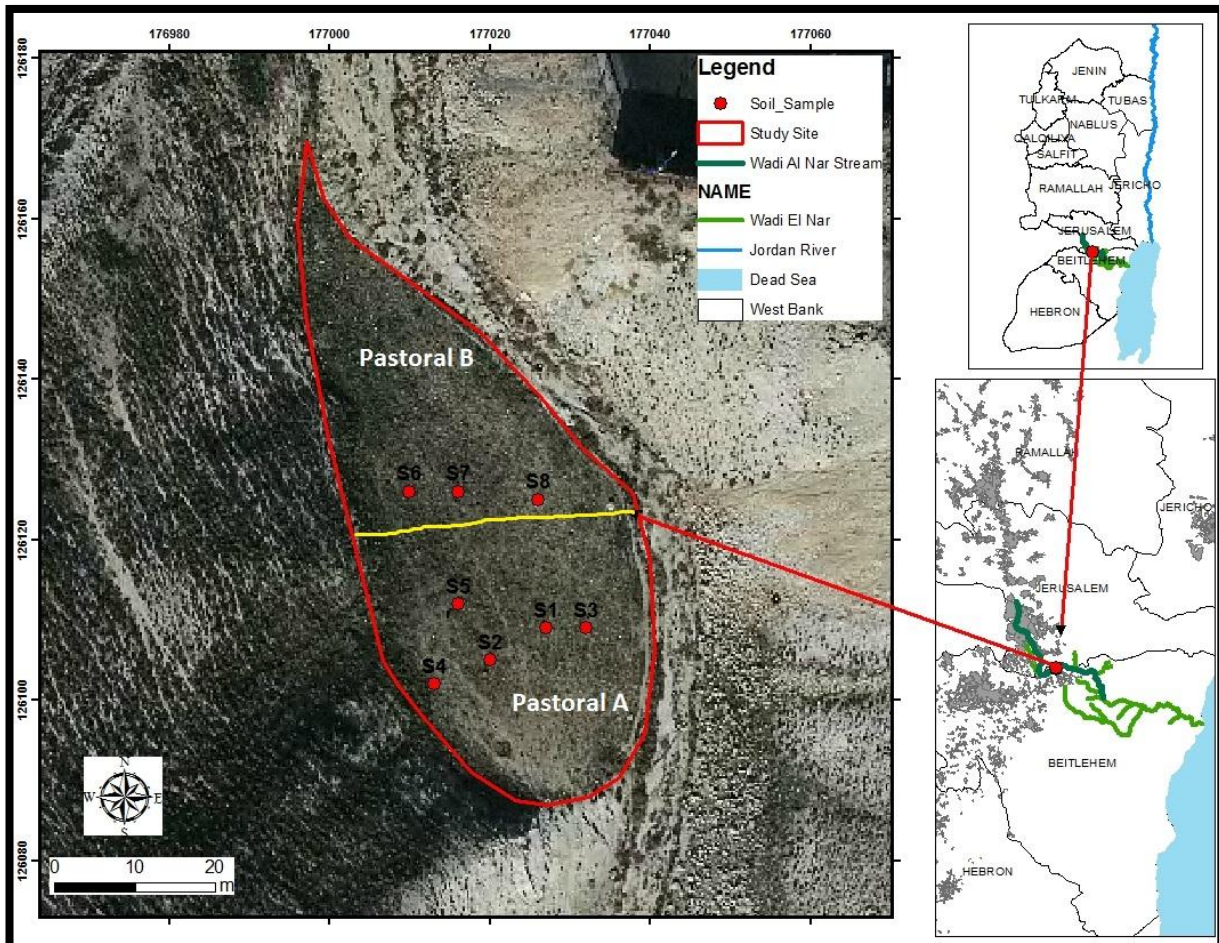 176980
177000
177020
177040
177060
126180
126160
126140
126120
126100
126080
Legend
Soil_Sample
Study Site
Wadi Al Nar Stream
NAME
Wadi El Nar
Jordan River
Dead Sea
West Bank
Pastoral B
S6
S7
S8
S5
S1
S3
S2
S4
Pastoral A
N
W
E
S
0
10
20
m
JENIN
TULKARM
TUBAS
NABLUS
QALQILIYA
SALFIT
RAMALLAH
JERICHO
JERUSALEM
BEITLEHEM
HEBRON
RAMALLAH
JERICHO
JERUSALEM
BEITLEHEM
HEBRON